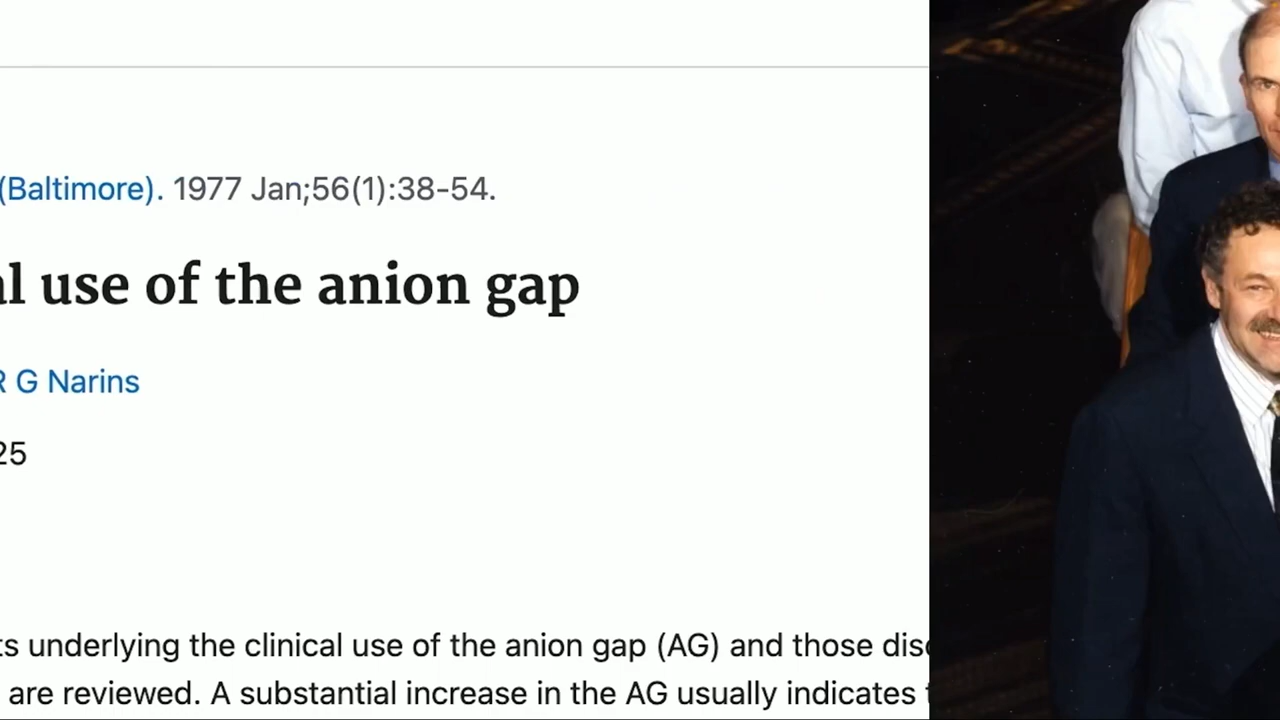 (Baltimore). 1977 Jan;56(1):38-54.
al use of the anion gap
R G Narins
25
ts underlying the clinical use of the anion gap (AG) and those disc
are reviewed. A substantial increase in the AG usually indicates